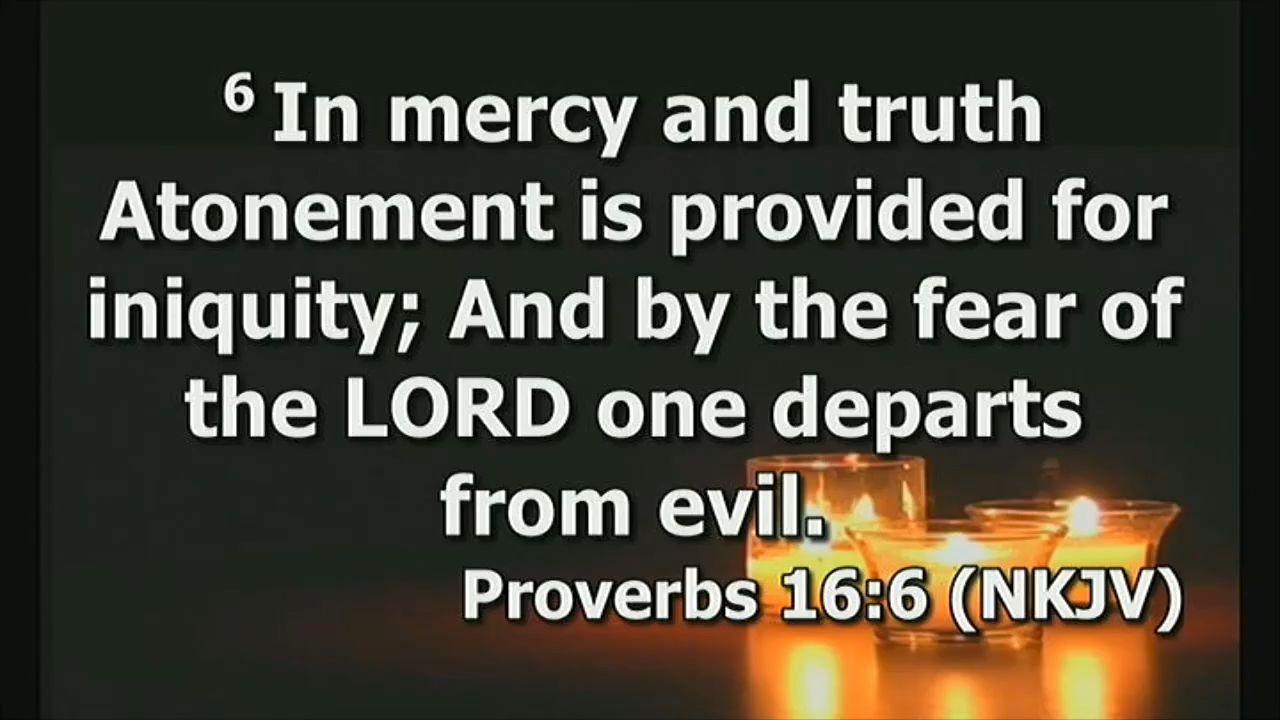 6 In mercy and truth
Atonement is provided for
iniquity; And by the fear of
the LORD one departs
from evil.
Proverbs 16:6 (NKJV)